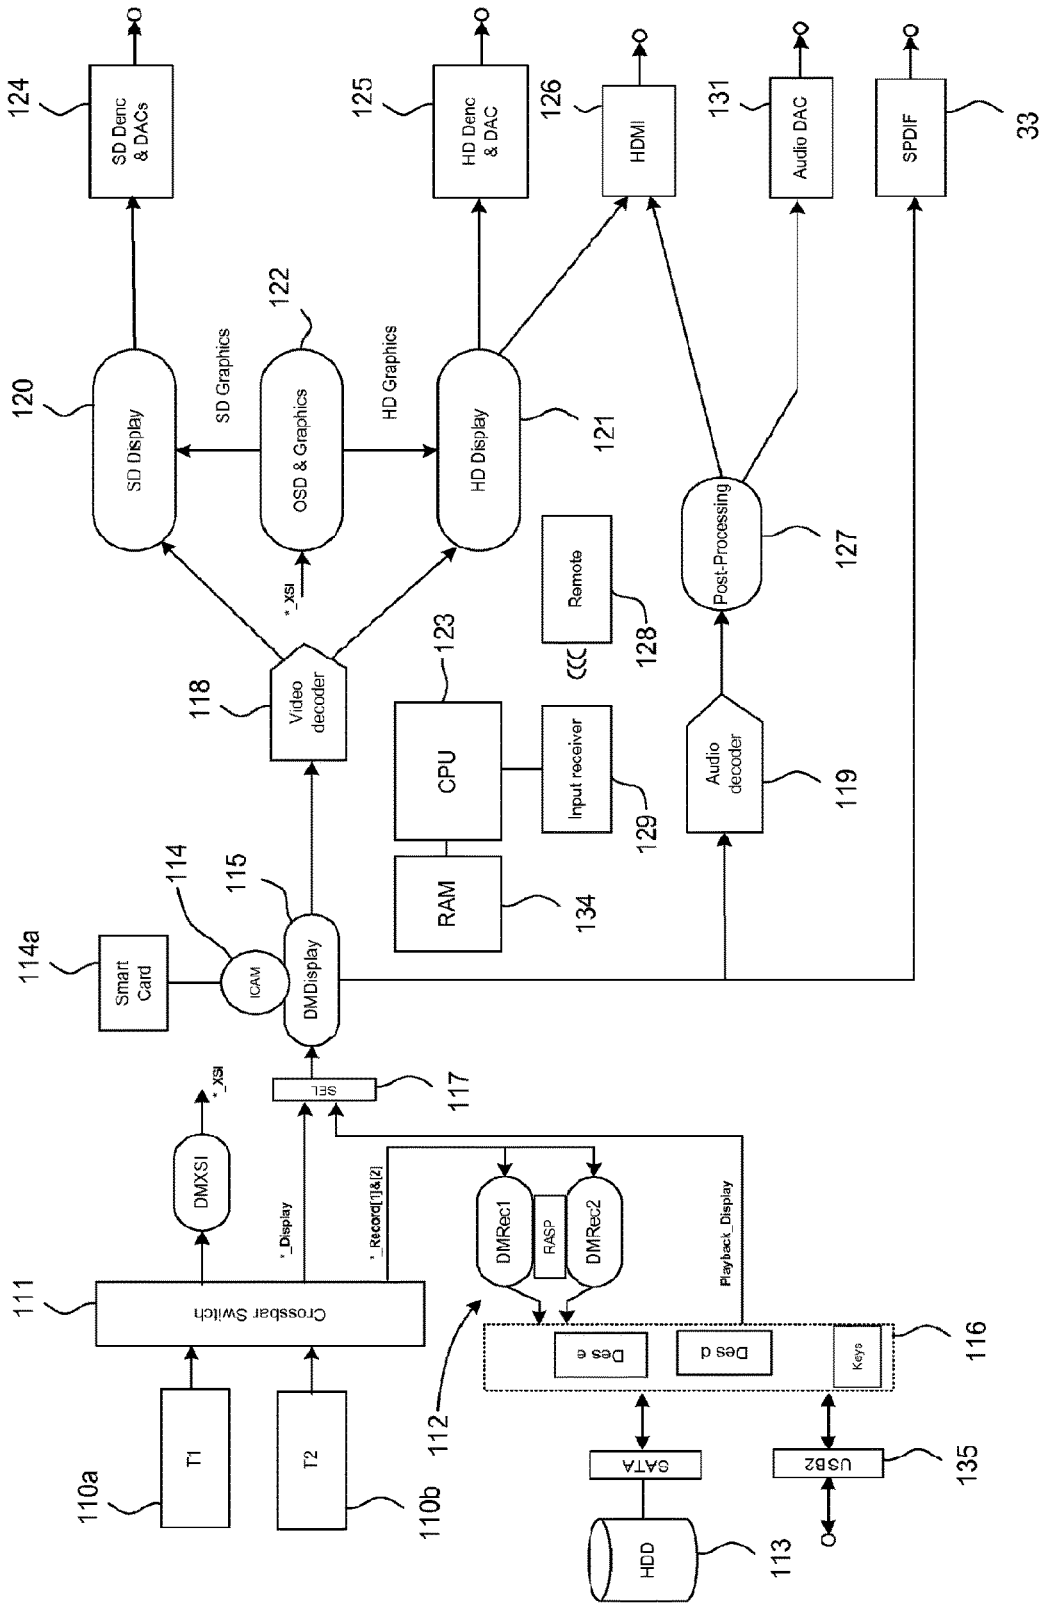 110a
T1
110b
T2
111
Crossbar Switch
DMXSI
*_XSI
*_Display
*_Record[1]&[2]
112
DMRec1
RASP
DMRec2
Playback_Display
Des e
Des d
Keys
116
SATA
HDD
113
USB2
135
SEL
117
114a
Smart
Card
114
ICAM
115
DMDisplay
118
Video
decoder
RAM
134
CPU
123
Input receiver
129
Remote
128
Audio
decoder
119
Post-Processing
127
120
SD Display
SD Graphics
*_XSI
OSD & Graphics
122
HD Graphics
HD Display
121
124
SD Denc
& DACs
125
HD Denc
& DAC
126
HDMI
131
Audio DAC
SPDIF
33